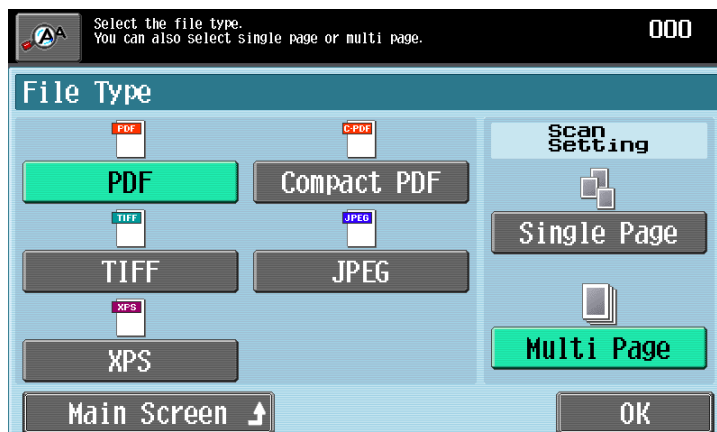 Select the file type.
You can also select single page or multi page.
000
File Type
PDF
PDF
C-PDF
Compact PDF
TIFF
TIFF
JPEG
JPEG
XPS
XPS
Scan
Setting
Single Page
Multi Page
Main Screen
OK